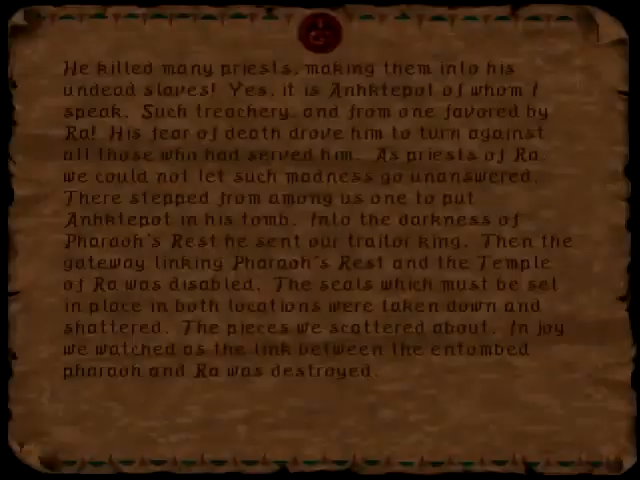 He killed many priests, making them into his
undead slaves! Yes, it is Anhktepot of whom I
speak. Such treachery, and from one favored by
Ra! His fear of death drove him to turn against
all those who had served him. As priests of Ra,
we could not let such madness go unanswered.
There stepped from among us one to put
Anhktepot in his tomb. Into the darkness of
Pharaoh's Rest he sent our traitor king. Then the
gateway linking Pharaoh's Rest and the Temple
of Ra was disabled. The seals which must be set
in place in both locations were taken down and
shattered. The pieces we scattered about. In joy
we watched as the link between the entombed
pharaoh and Ra was destroyed.